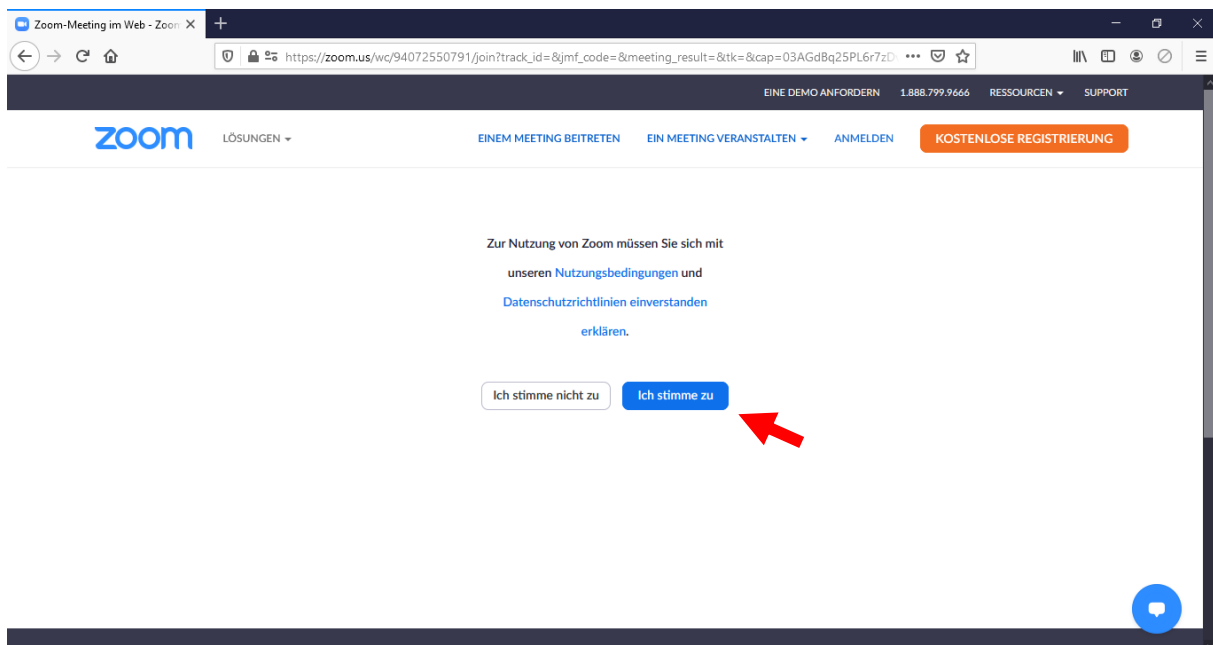 Zoom-Meeting im Web - Zoom
https://zoom.us/wc/94072550791/join?track_id=&jmf_code=&meeting_result=&tk=&cap=03AGdBq25PL6r7zD
EINE DEMO ANFORDERN 1.888.799.9666 RESSOURCEN SUPPORT
zoom LÖSUNGEN EINEM MEETING BEITRETEN EIN MEETING VERANSTALTEN ANMELDEN KOSTENLOSE REGISTRIERUNG
Zur Nutzung von Zoom müssen Sie sich mit
unseren Nutzungsbedingungen und
Datenschutzrichtlinien einverstanden
erklären.
Ich stimme nicht zu Ich stimme zu